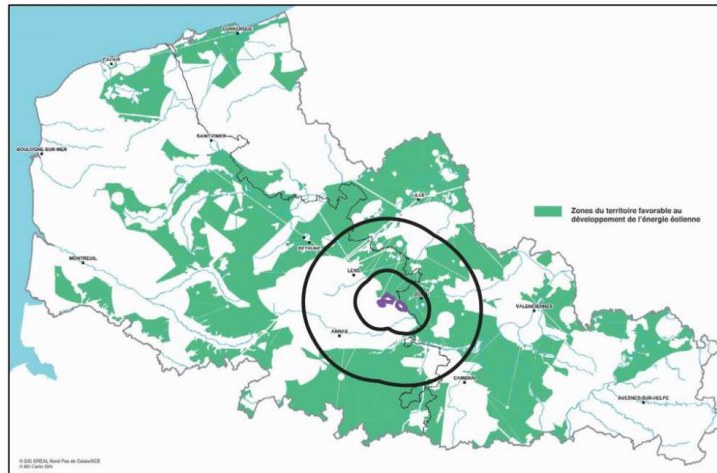 DUNKERQUE
CALAIS
SAINT-OMER
BOULOGNE-SUR-MER
LILLE
Zones du territoire favorable au
développement de l'énergie éolienne
BETHUNE
MONTREUIL
LENS
VALENCIENNES
ARRAS
CAMBRAI
AVESNES-SUR-HELPE
© SIG DREAL Nord Pas de Calais/SCE
© BD Carto IGN